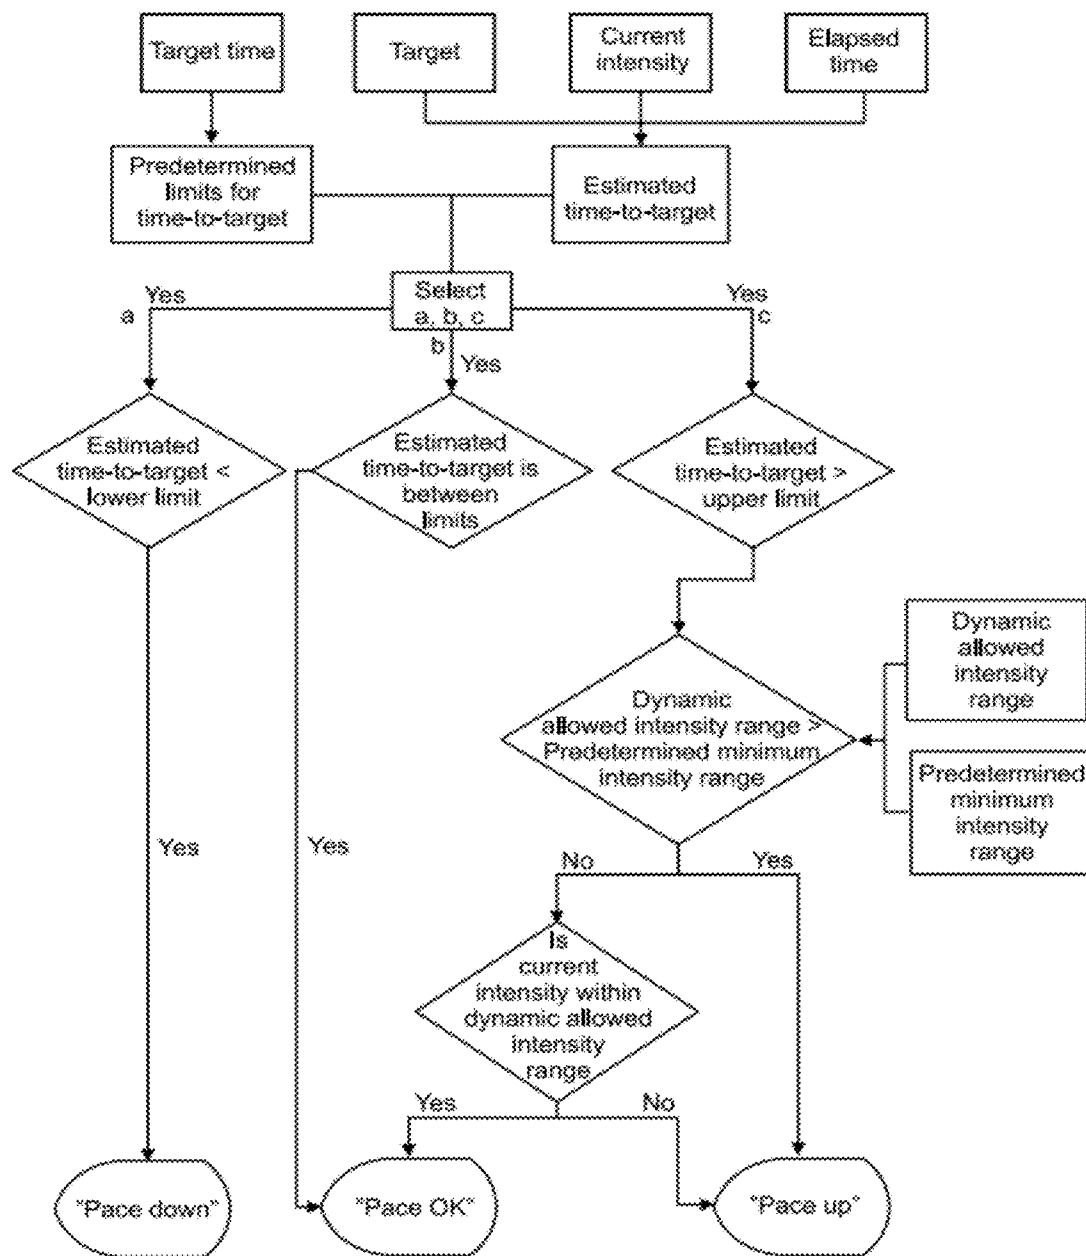 Target time
Target
Current
intensity
Elapsed
time
Predetermined
limits for
time-to-target
Estimated
time-to-target
Select
a, b, c
Yes
a
b
Yes
Yes
c
Estimated
time-to-target <
lower limit
Estimated
time-to-target is
between
limits
Estimated
time-to-target >
upper limit
Dynamic
allowed
intensity
range
Dynamic
allowed intensity range >
Predetermined minimum
intensity range
Predetermined
minimum
intensity
range
Yes
Yes
No
Yes
Is
current
intensity within
dynamic allowed
intensity
range
Yes
No
"Pace down"
"Pace OK"
"Pace up"